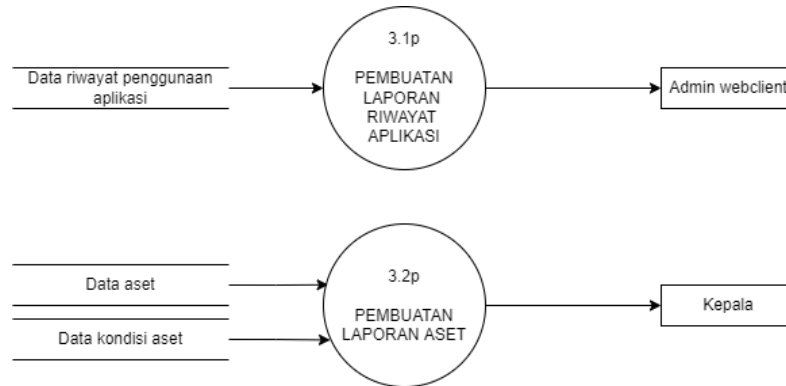 3.1p
PEMBUATAN
LAPORAN
RIWAYAT
APLIKASI
Data riwayat penggunaan
aplikasi
Admin webclient
3.2p
PEMBUATAN
LAPORAN ASET
Data aset
Data kondisi aset
Kepala